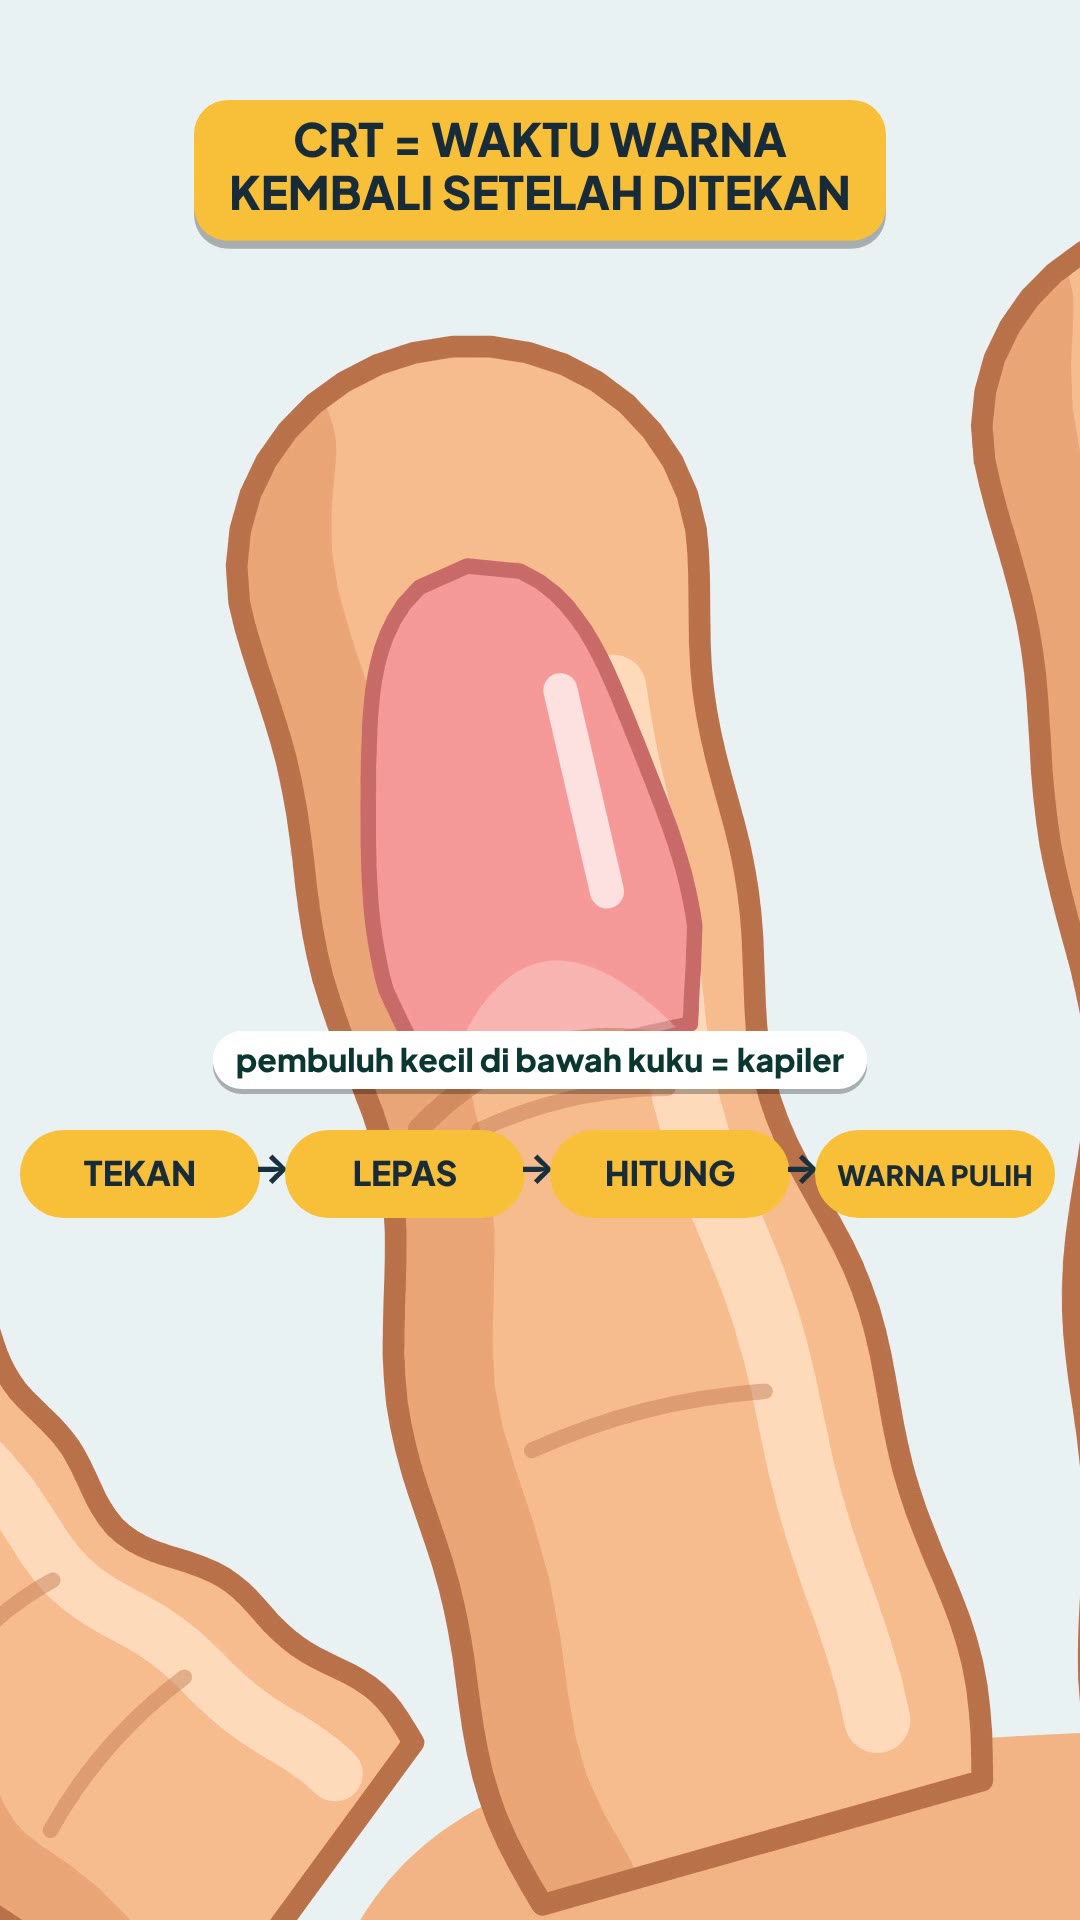 CRT = WAKTU WARNA
KEMBALI SETELAH DITEKAN
pembuluh kecil di bawah kuku = kapiler
TEKAN → LEPAS → HITUNG → WARNA PULIH